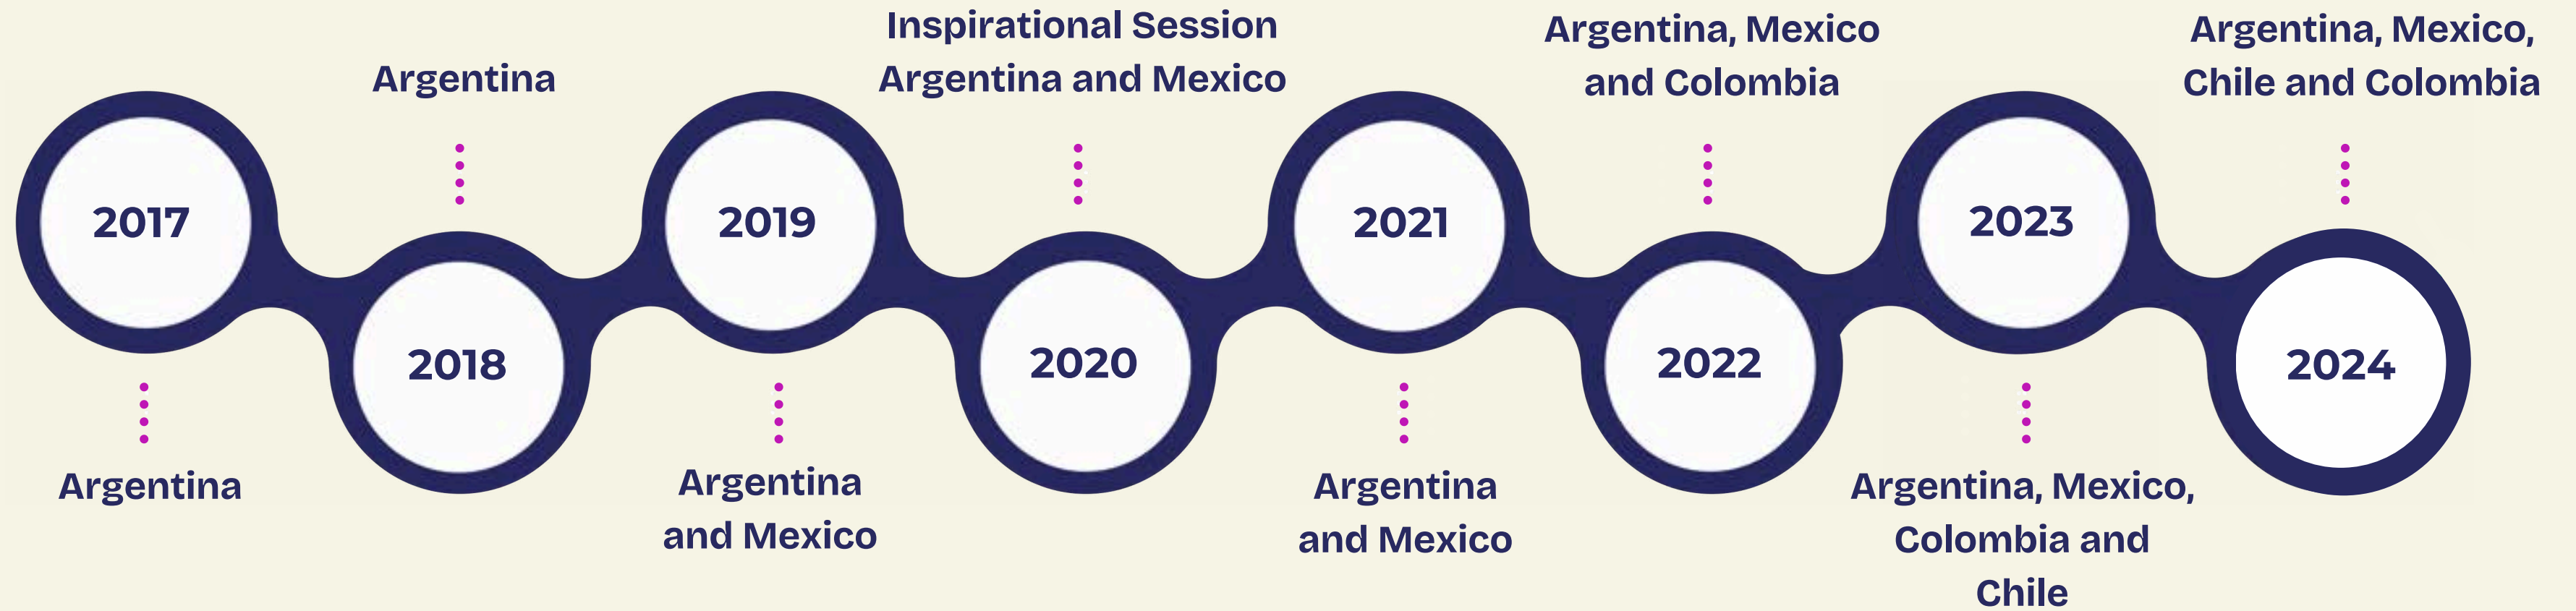 2017
Argentina
Argentina
2018
2019
Argentina
and Mexico
Inspirational Session
Argentina and Mexico
2020
2021
Argentina
and Mexico
Argentina, Mexico
and Colombia
2022
2023
Argentina, Mexico,
Colombia and
Chile
Argentina, Mexico,
Chile and Colombia
2024